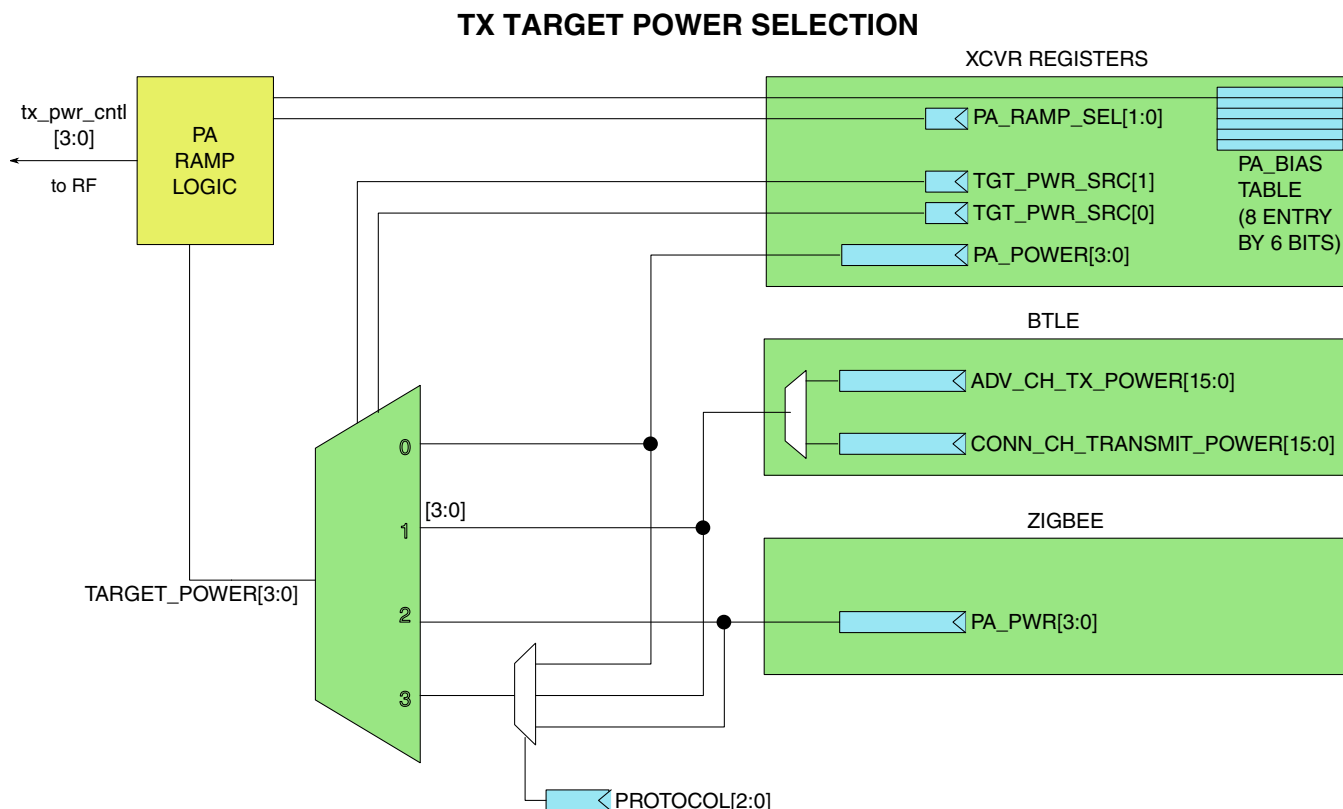 TX TARGET POWER SELECTION
XCVR REGISTERS
tx_pwr_cntl
[3:0]
to RF
PA
RAMP
LOGIC
PA_RAMP_SEL[1:0]
TGT_PWR_SRC[1]
TGT_PWR_SRC[0]
PA_POWER[3:0]
PA_BIAS
TABLE
(8 ENTRY
BY 6 BITS)
BTLE
ADV_CH_TX_POWER[15:0]
CONN_CH_TRANSMIT_POWER[15:0]
0
[3:0]
1
ZIGBEE
TARGET_POWER[3:0]
2
PA_PWR[3:0]
3
PROTOCOL[2:0]